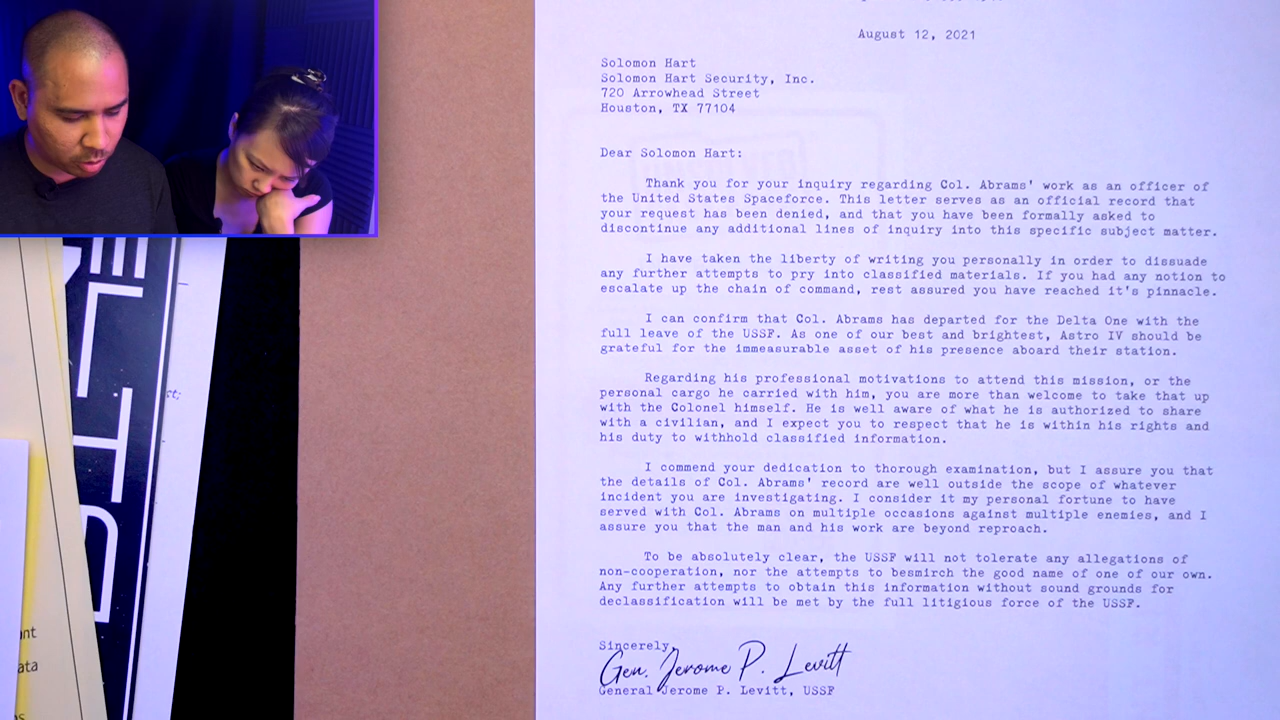 August 12, 2021
Solomon Hart
Solomon Hart Security, Inc.
720 Arrowhead Street
Houston, TX 77104
Dear Solomon Hart:
Thank you for your inquiry regarding Col. Abrams' work as an officer of
the United States Spaceforce. This letter serves as an official record that
your request has been denied, and that you have been formally asked to
discontinue any additional lines of inquiry into this specific subject matter.
I have taken the liberty of writing you personally in order to dissuade
any further attempts to pry into classified materials. If you had any notion to
escalate up the chain of command, rest assured you have reached it's pinnacle.
I can confirm that Col. Abrams has departed for the Delta One with the
full leave of the USSF. As one of our best and brightest, Astro IV should be
grateful for the immeasurable asset of his presence aboard their station.
Regarding his professional motivations to attend this mission, or the
personal cargo he carried with him, you are more than welcome to take that up
with the Colonel himself. He is well aware of what he is authorized to share
with a civilian, and I expect you to respect that he is within his rights and
his duty to withhold classified information.
I commend your dedication to thorough examination, but I assure you that
the details of Col. Abrams' record are well outside the scope of whatever
incident you are investigating. I consider it my personal fortune to have
served with Col. Abrams on multiple occasions against multiple enemies, and I
assure you that the man and his work are beyond reproach.
To be absolutely clear, the USSF will not tolerate any allegations of
non-cooperation, nor the attempts to besmirch the good name of one of our own.
Any further attempts to obtain this information without sound grounds for
declassification will be met by the full litigious force of the USSF.
Sincerely,
Gen. Jerome P. Levitt
General Jerome P. Levitt, USSF